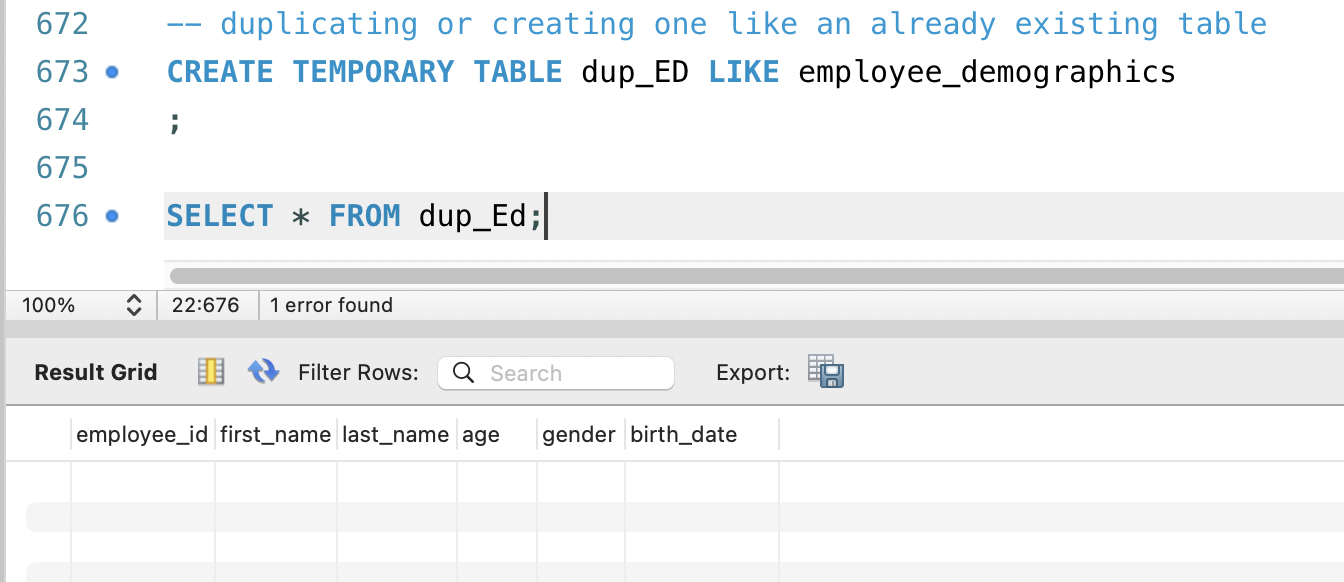 672 -- duplicating or creating one like an already existing table
673 CREATE TEMPORARY TABLE dup_ED LIKE employee_demographics
674 ;
675
676 SELECT * FROM dup_Ed;
100% 22:676 1 error found
Result Grid Filter Rows: Search Export:
employee_id first_name last_name age gender birth_date